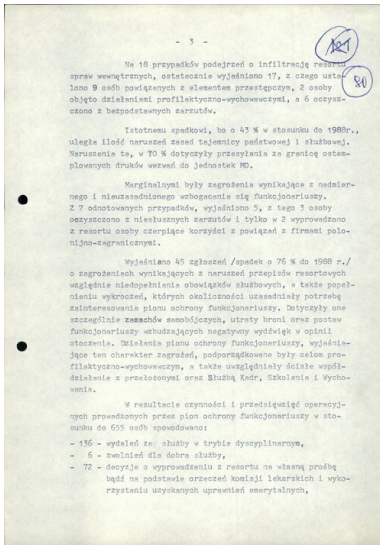 - 3 -
121
80
Na 18 przypadków podejrzeń o infiltrację resortu
spraw wewnętrznych, ostatecznie wyjaśniono 17, z czego usta-
lono 9 osób powiązanych z elementem przestępczym, 2 osoby
objęto działaniami profilaktyczno-wychowawczymi, a 6 oczysz-
czono z bezpodstawnych zarzutów.
Istotnemu spadkowi, bo o 43 % w stosunku do 1988r.,
uległa ilość naruszeń zasad tajemnicy państwowej i służbowej.
Naruszenia te, w 70 % dotyczyły przesyłania za granicę ostem-
plowanych druków wezwań do jednostek MO.
Marginalnymi były zagrożenia wynikające z nadmier-
nego i nieuzasadnionego wzbogacenia się funkcjonariuszy.
Z 7 odnotowanych przypadków, wyjaśniono 5, z tego 3 osoby
oczyszczono z niesłusznych zarzutów i tylko w 2 wyprowadzono
z resortu osoby czerpiące korzyści z powiązań z firmami polo-
nijno-zagranicznymi.
Wyjaśniono 45 zgłoszeń /spadek o 76 % do 1988 r./
o zagrożeniach wynikających z naruszeń przepisów resortowych
względnie niedopełnienia obowiązków służbowych, a także popeł-
nieniu wykroczeń, których okoliczności uzasadniały potrzebę
zainteresowania pionu ochrony funkcjonariuszy. Dotyczyły one
szczególnie zamachów samobójczych, utraty broni oraz postaw
funkcjonariuszy wzbudzających negatywny wydźwięk w opinii
otoczenia. Działania pionu ochrony funkcjonariuszy, wyjaśnia-
jące ten charakter zagrożeń, podporządkowane były celom pro-
filaktyczno-wychowawczym, a także uwzględniały ścisłe współ-
działanie z przełożonymi oraz Służbą Kadr, Szkolenia i Wycho-
wania.
W rezultacie czynności i przedsięwzięć operacyj-
nych prowadzonych przez pion ochrony funkcjonariuszy w sto-
sunku do 655 osób spowodowano:
- 136 - wydaleń ze służby w trybie dyscyplinarnym,
- 6 - zwolnień dla dobra służby,
- 72 - decyzje o wyprowadzeniu z resortu na własną prośbę
bądź na podstawie orzeczeń komisji lekarskich i wyko-
rzystaniu uzyskanych uprawnień emerytalnych,